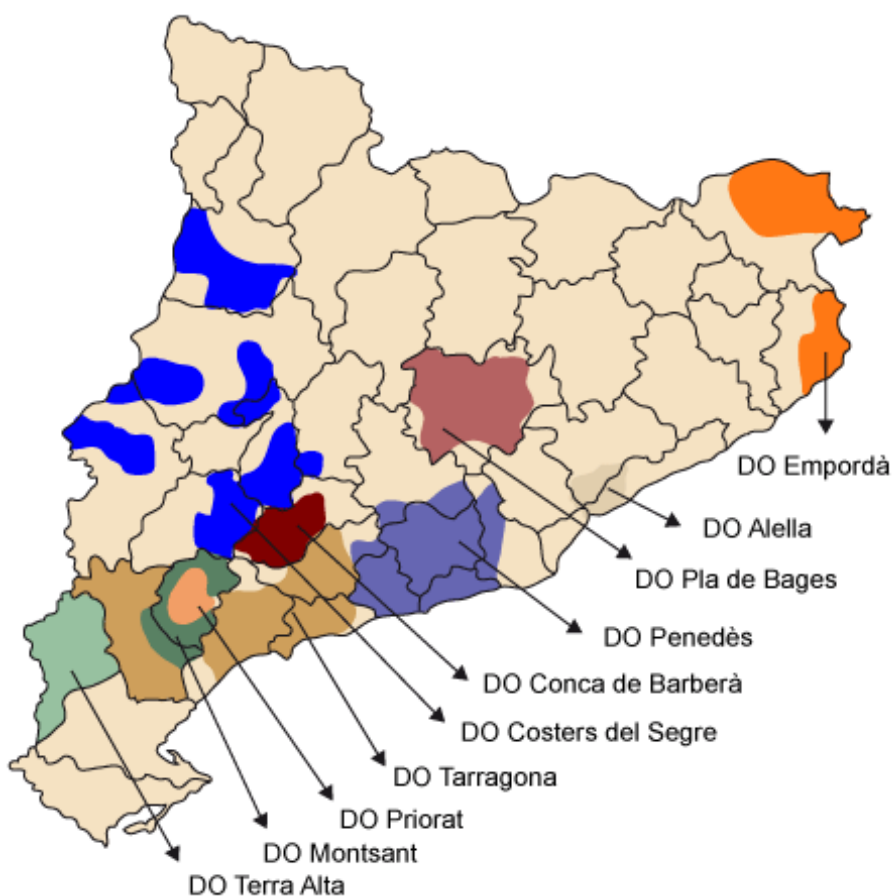 DO Empordà
DO Alella
DO Pla de Bages
DO Penedès
DO Conca de Barberà
DO Costers del Segre
DO Tarragona
DO Priorat
DO Montsant
DO Terra Alta